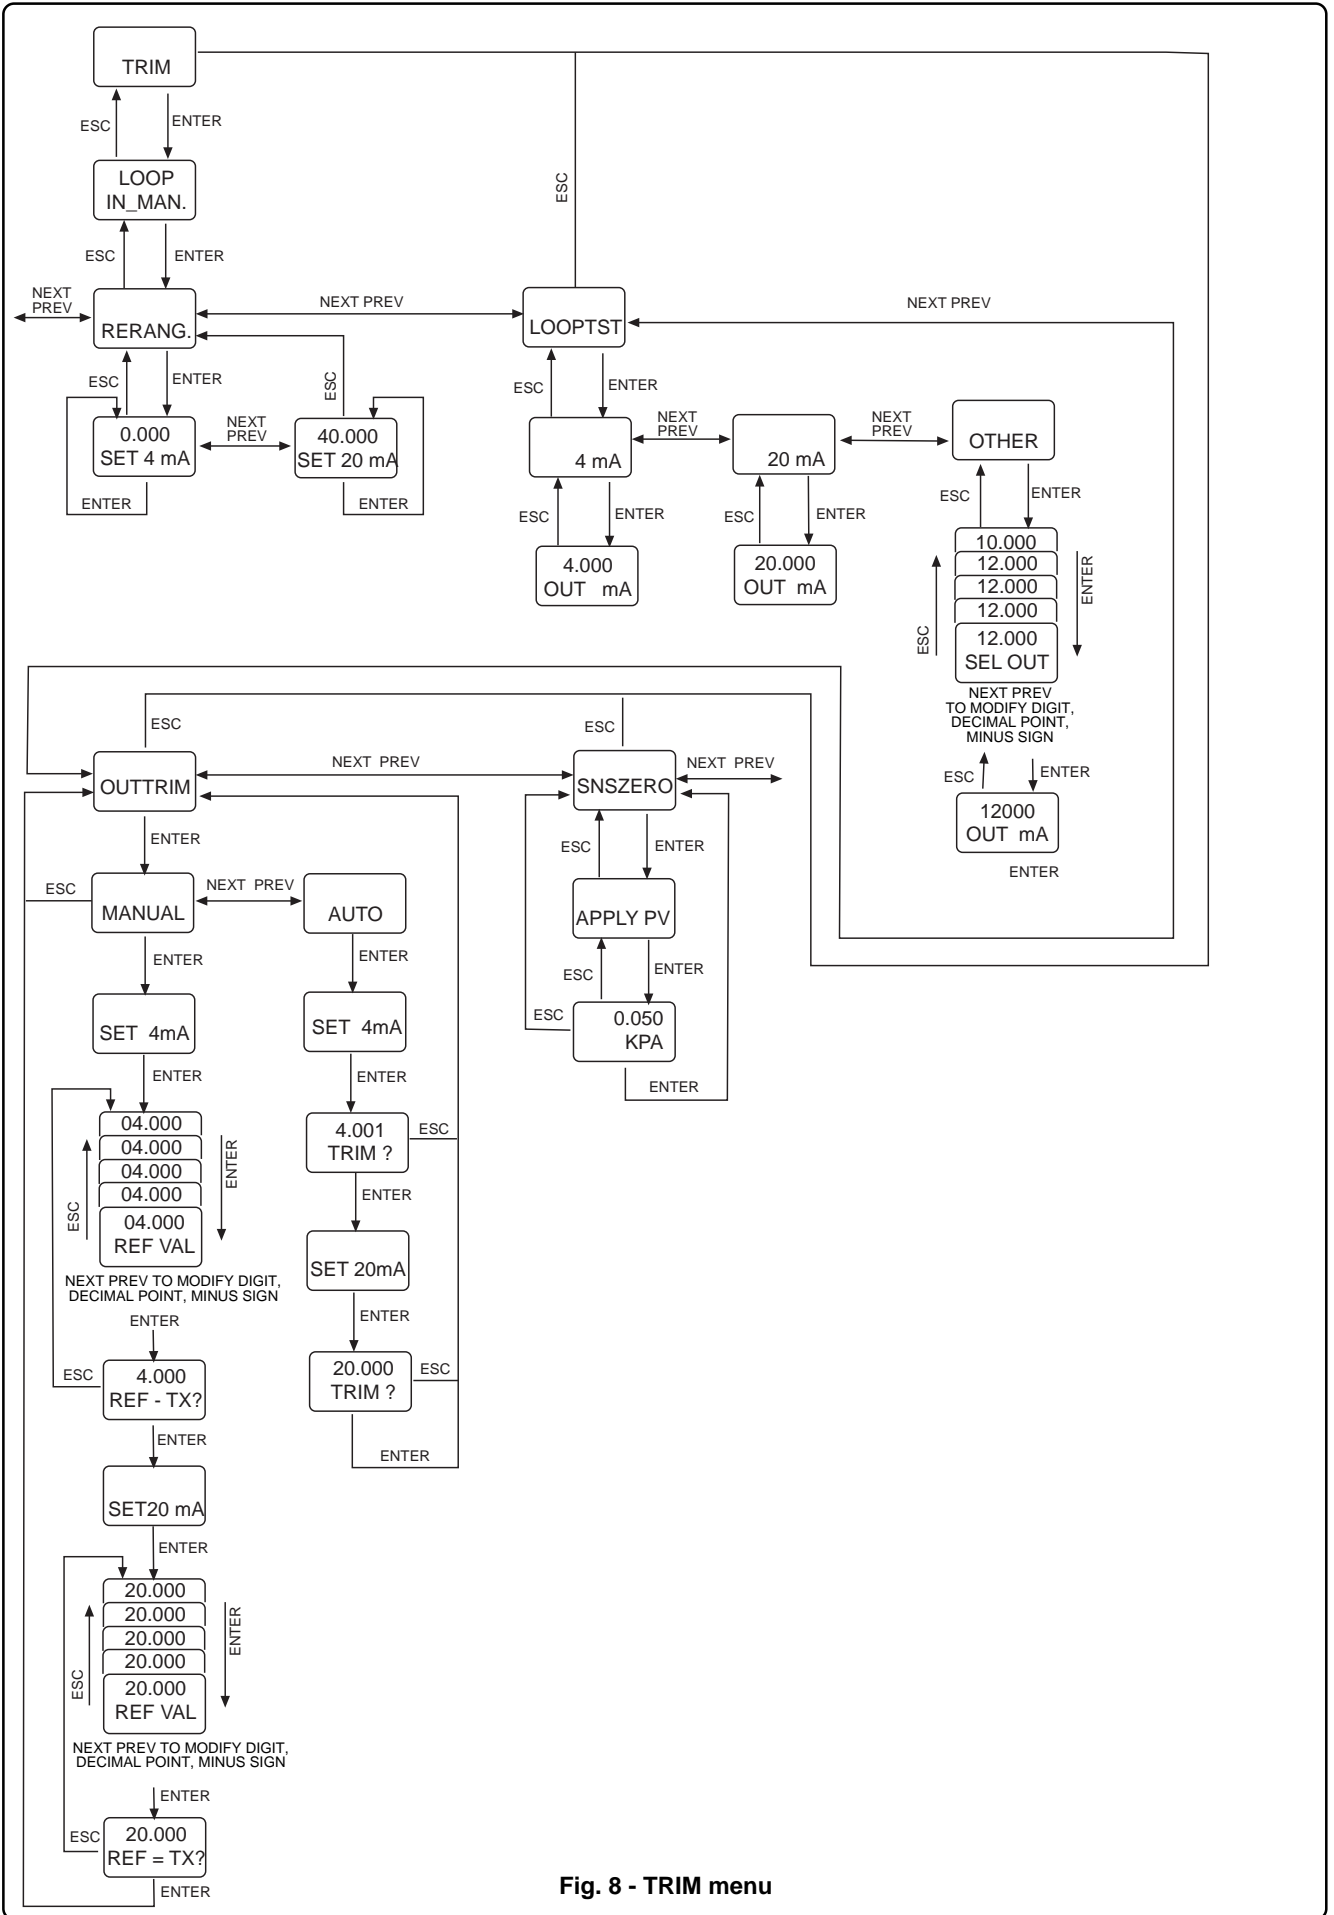 TRIM
ESC
ENTER
LOOP
IN_MAN.
ESC
ENTER
ESC
NEXT
PREV
RERANG.
NEXT PREV
LOOPTST
NEXT PREV
ESC
ENTER
ESC
0.000
SET 4 mA
NEXT
PREV
40.000
SET 20 mA
ENTER
ENTER
ESC
ENTER
4 mA
NEXT
PREV
20 mA
NEXT
PREV
OTHER
ESC
ENTER
ESC
ENTER
ESC
ENTER
4.000
OUT mA
20.000
OUT mA
10.000
12.000
12.000
12.000
12.000
SEL OUT
ESC
ENTER
NEXT PREV
TO MODIFY DIGIT,
DECIMAL POINT,
MINUS SIGN
ESC
ENTER
12000
OUT mA
ENTER
ESC
ESC
OUTTRIM
NEXT PREV
SNSZERO
NEXT PREV
ENTER
ESC
MANUAL
NEXT PREV
AUTO
ENTER
SET 4mA
ENTER
04.000
04.000
04.000
04.000
04.000
REF VAL
ESC
ENTER
NEXT PREV TO MODIFY DIGIT,
DECIMAL POINT, MINUS SIGN
ENTER
ESC
4.000
REF - TX?
ENTER
SET20 mA
ENTER
20.000
20.000
20.000
20.000
20.000
REF VAL
ESC
ENTER
NEXT PREV TO MODIFY DIGIT,
DECIMAL POINT, MINUS SIGN
ENTER
ESC
20.000
REF = TX?
ENTER
ENTER
SET 4mA
ENTER
4.001
TRIM ?
ESC
ENTER
SET 20mA
ENTER
20.000
TRIM ?
ESC
ENTER
ESC
ENTER
APPLY PV
ESC
ENTER
ESC
0.050
KPA
ENTER
Fig. 8 - TRIM menu